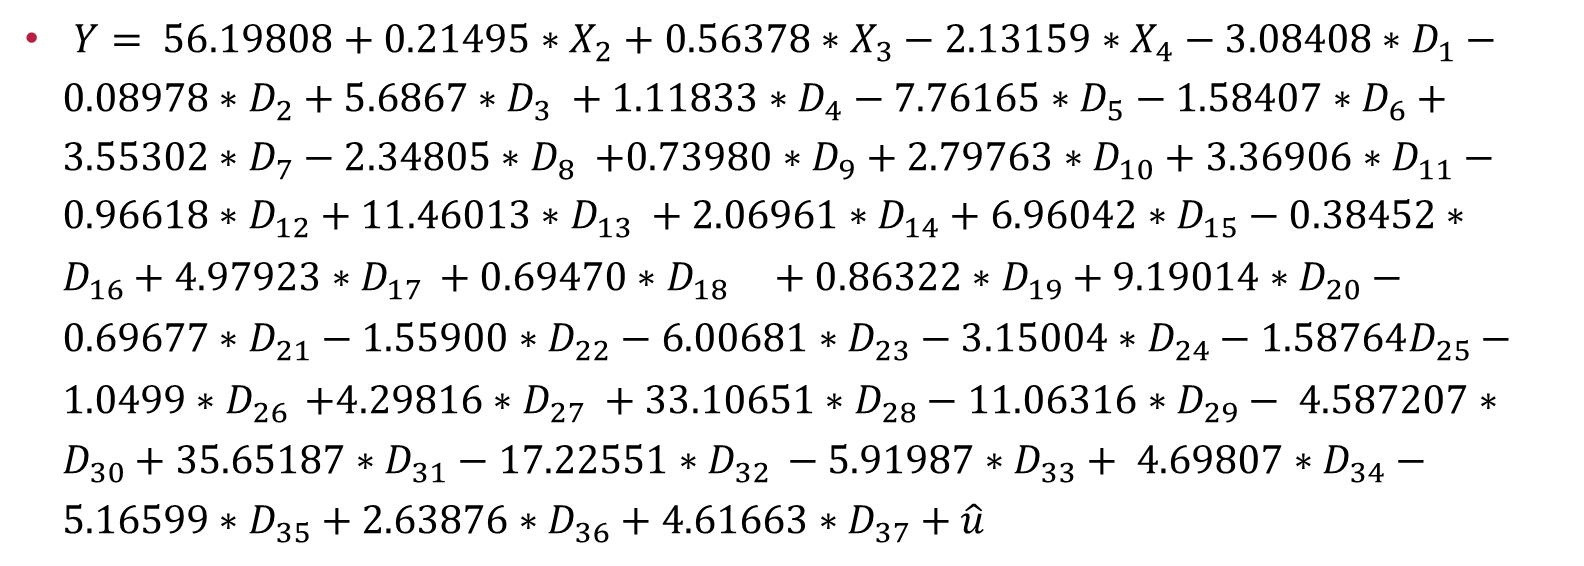 • Y = 56.19808 + 0.21495 ∗ X₂ + 0.56378 ∗ X₃ − 2.13159 ∗ X₄ − 3.08408 ∗ D₁ −
0.08978 ∗ D₂ + 5.6867 ∗ D₃ + 1.11833 ∗ D₄ − 7.76165 ∗ D₅ − 1.58407 ∗ D₆ +
3.55302 ∗ D₇ − 2.34805 ∗ D₈ +0.73980 ∗ D₉ + 2.79763 ∗ D₁₀ + 3.36906 ∗ D₁₁ −
0.96618 ∗ D₁₂ + 11.46013 ∗ D₁₃ + 2.06961 ∗ D₁₄ + 6.96042 ∗ D₁₅ − 0.38452 ∗
D₁₆ + 4.97923 ∗ D₁₇ + 0.69470 ∗ D₁₈ + 0.86322 ∗ D₁₉ + 9.19014 ∗ D₂₀ −
0.69677 ∗ D₂₁ − 1.55900 ∗ D₂₂ − 6.00681 ∗ D₂₃ − 3.15004 ∗ D₂₄ − 1.58764D₂₅ −
1.0499 ∗ D₂₆ +4.29816 ∗ D₂₇ + 33.10651 ∗ D₂₈ − 11.06316 ∗ D₂₉ − 4.587207 ∗
D₃₀ + 35.65187 ∗ D₃₁ − 17.22551 ∗ D₃₂ − 5.91987 ∗ D₃₃ + 4.69807 ∗ D₃₄ −
5.16599 ∗ D₃₅ + 2.63876 ∗ D₃₆ + 4.61663 ∗ D₃₇ + û